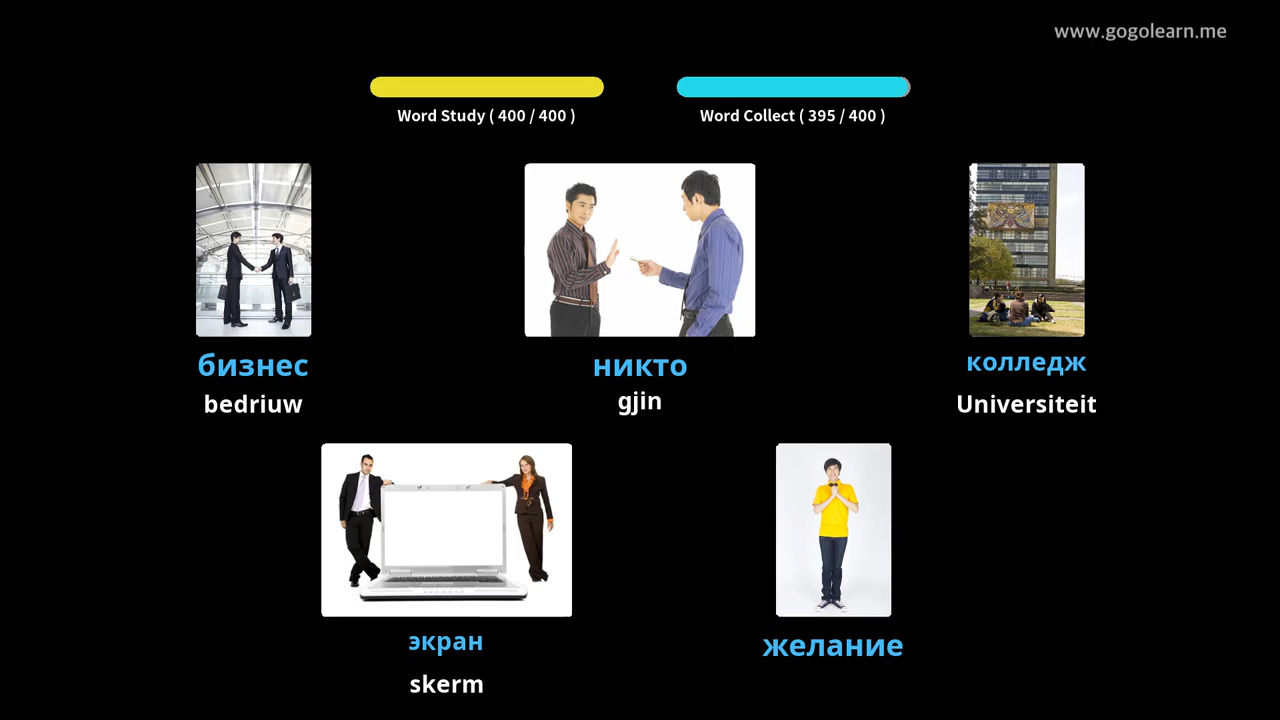 www.gogolearn.me
Word Study ( 400 / 400 )
Word Collect ( 395 / 400 )
бизнес
bedriuw
никто
gjin
колледж
Universiteit
экран
skerm
желание